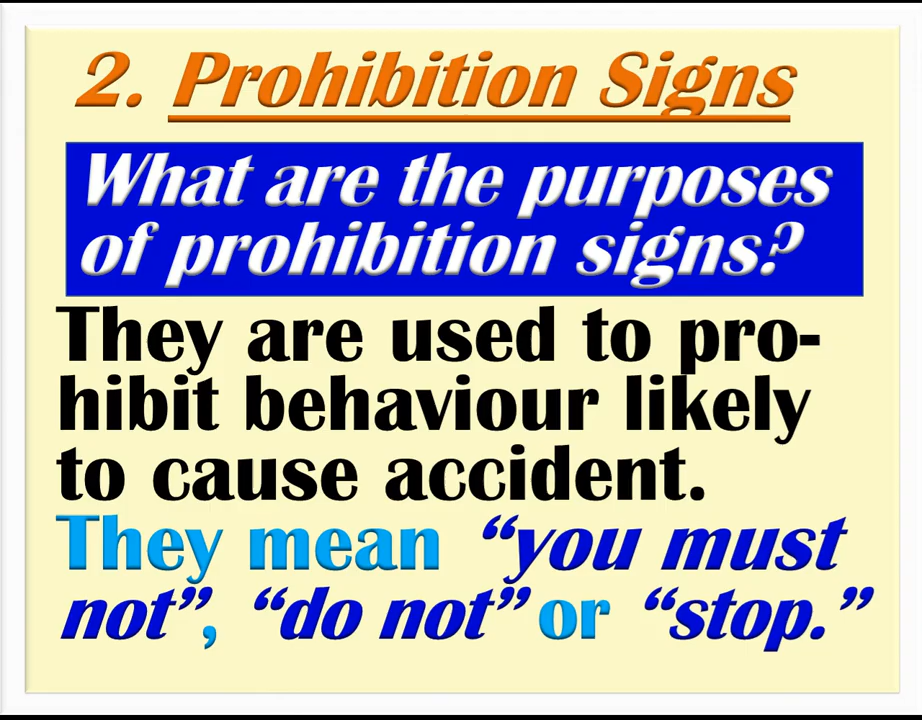 2. Prohibition Signs
What are the purposes
of prohibition signs?
They are used to pro-
hibit behaviour likely
to cause accident.
They mean “you must
not”, “do not” or “stop.”